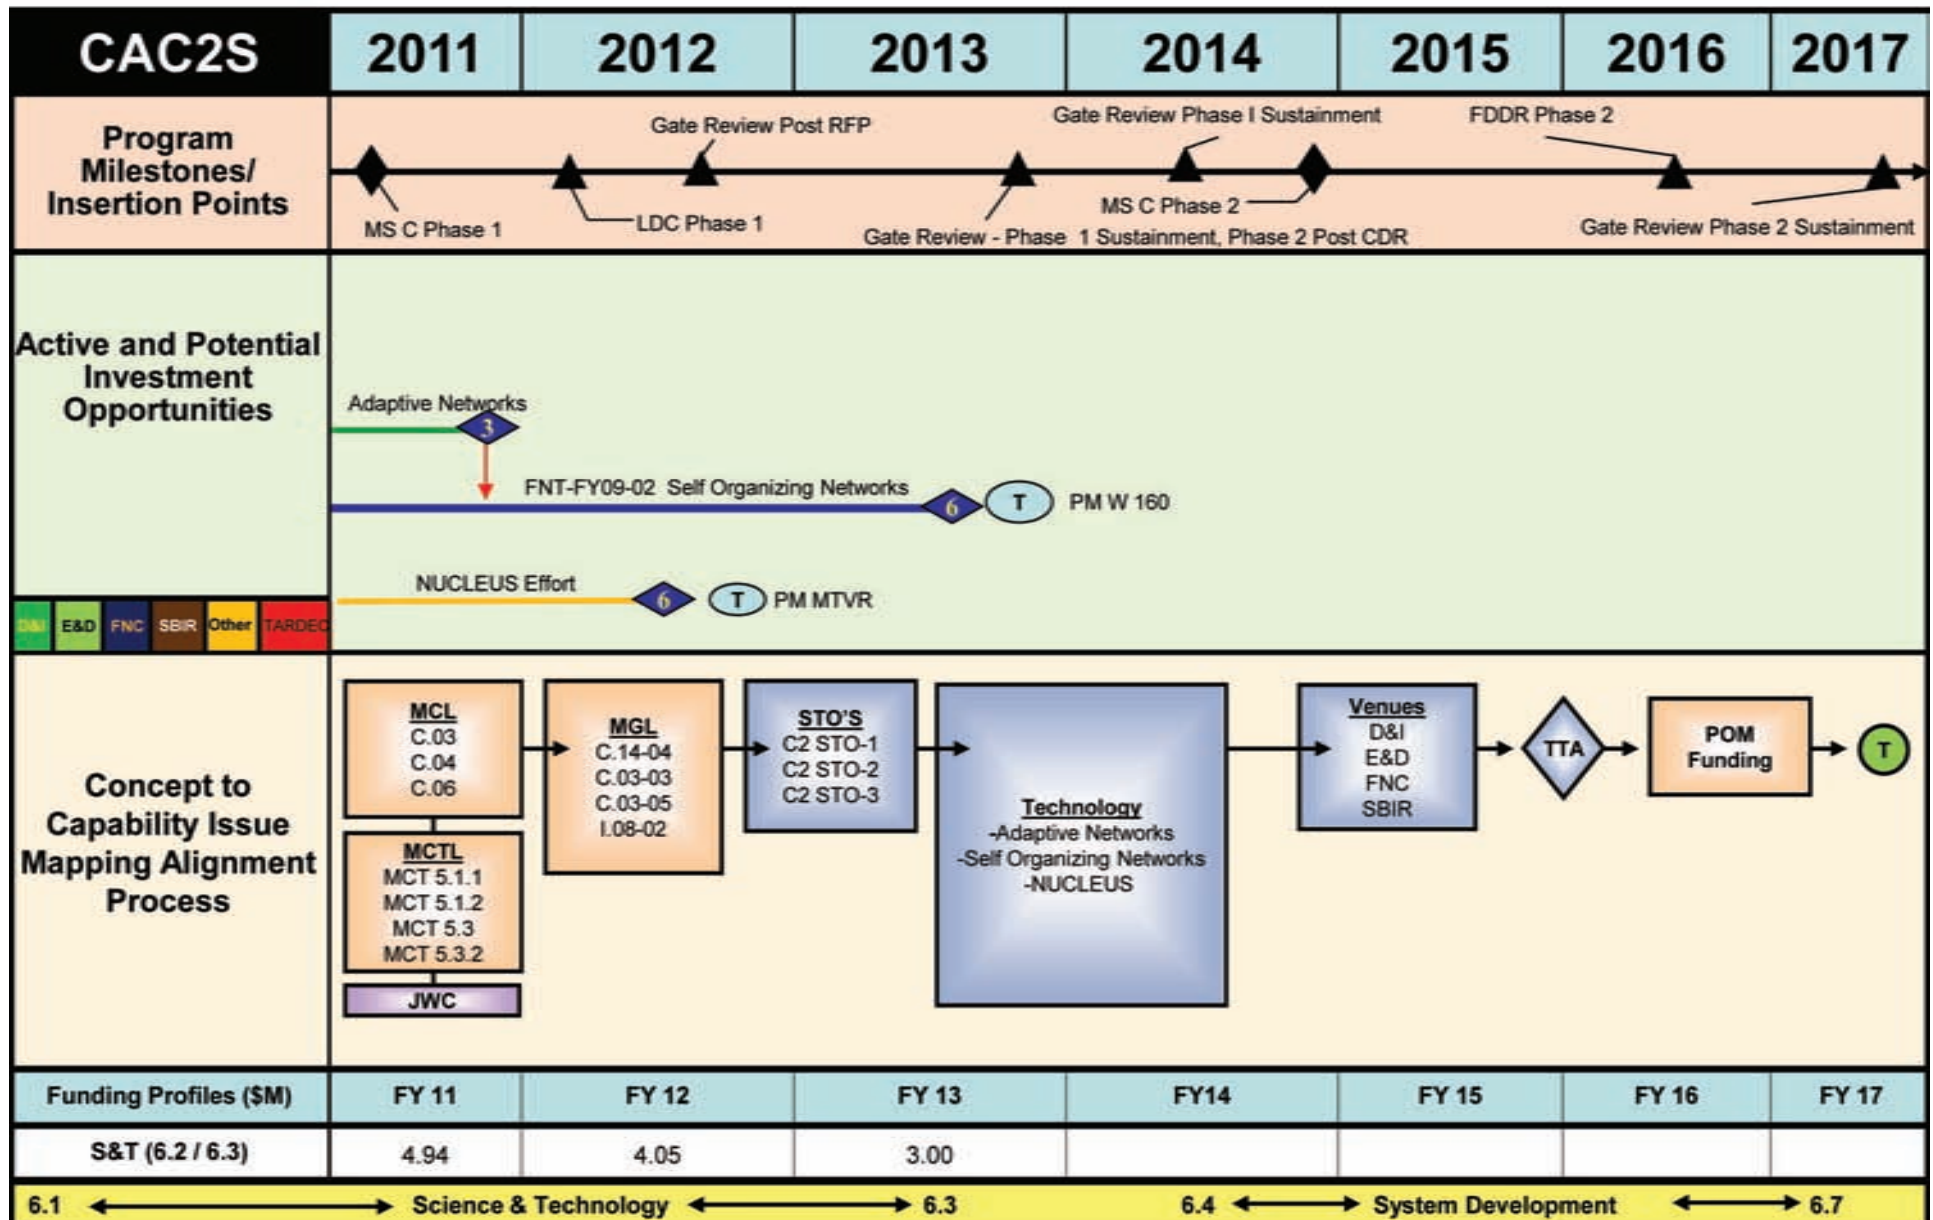 CAC2S 2011 2012 2013 2014 2015 2016 2017
Program
Milestones/
Insertion Points
Gate Review Post RFP
Gate Review Phase I Sustainment
FDDR Phase 2
MS C Phase 1
LDC Phase 1
MS C Phase 2
Gate Review - Phase 1 Sustainment, Phase 2 Post CDR
Gate Review Phase 2 Sustainment
Active and Potential
Investment
Opportunities
Adaptive Networks
3
FNT-FY09-02 Self Organizing Networks
6 T PM W 160
NUCLEUS Effort
6 T PM MTVR
D&I E&D FNC SBIR Other TARDEC
Concept to
Capability Issue
Mapping Alignment
Process
MCL
C.03
C.04
C.06
MCTL
MCT 5.1.1
MCT 5.1.2
MCT 5.3
MCT 5.3.2
JWC
MGL
C.14-04
C.03-03
C.03-05
I.08-02
STO'S
C2 STO-1
C2 STO-2
C2 STO-3
Technology
-Adaptive Networks
-Self Organizing Networks
-NUCLEUS
Venues
D&I
E&D
FNC
SBIR
TTA
POM
Funding
T
Funding Profiles ($M) FY 11 FY 12 FY 13 FY14 FY 15 FY 16 FY 17
S&T (6.2 / 6.3) 4.94 4.05 3.00
6.1 Science & Technology 6.3 6.4 System Development 6.7